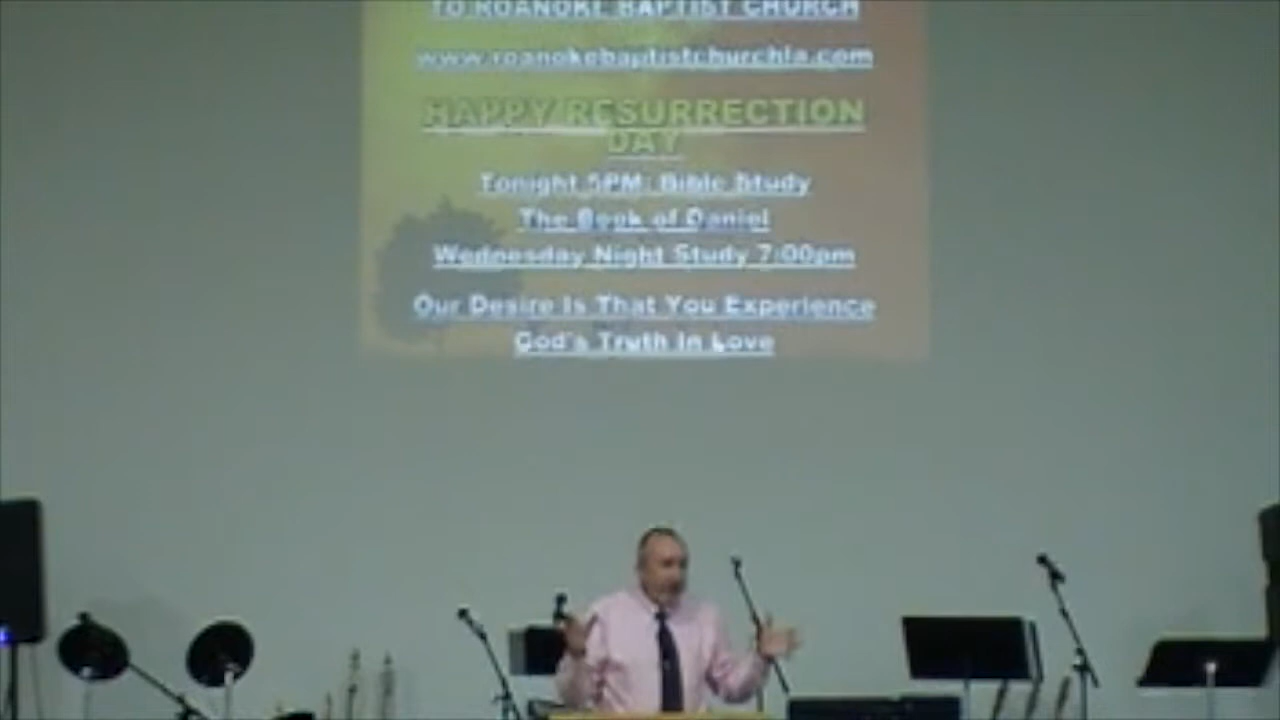 TO ROANOKE BAPTIST CHURCH
www.roanokebaptistchurchla.com
HAPPY RESURRECTION
DAY
Tonight 5PM: Bible Study
The Book of Daniel
Wednesday Night Study 7:00pm
Our Desire Is That You Experience
God's Truth In Love